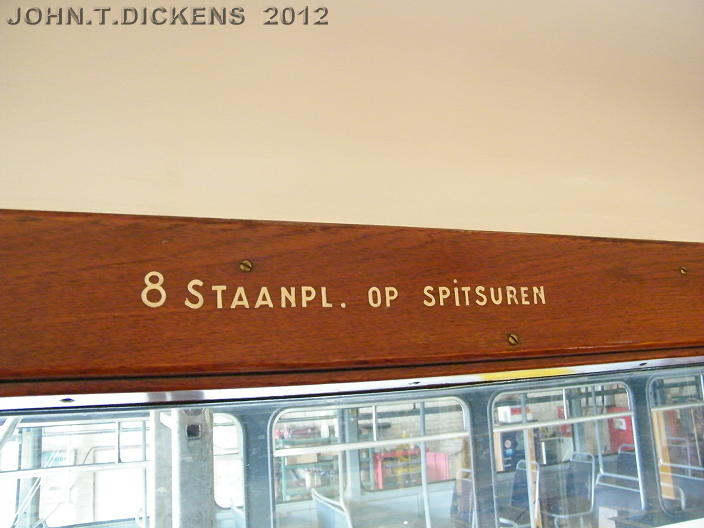 JOHN.T.DICKENS 2012
8 STAANPL. OP SPiTSUREN